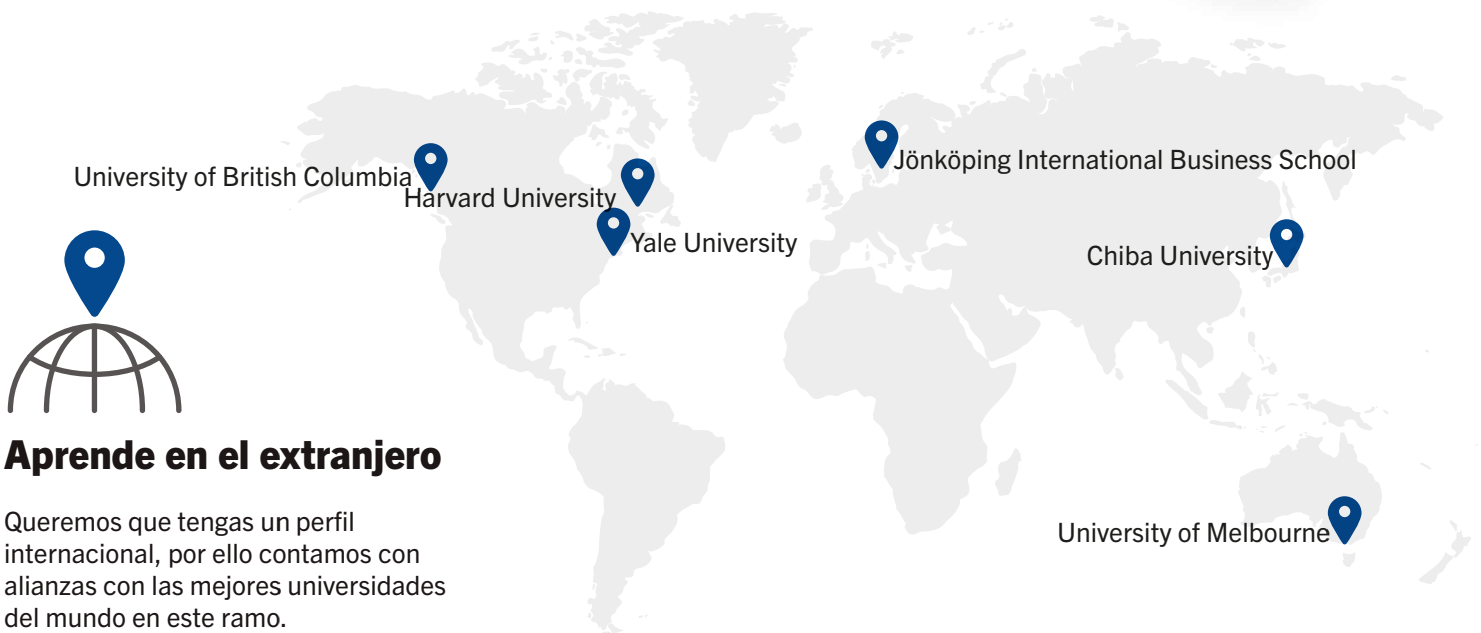 Jönköping International Business School
University of British Columbia
Harvard University
Yale University
Chiba University
Aprende en el extranjero
Queremos que tengas un perfil
internacional, por ello contamos con
alianzas con las mejores universidades
del mundo en este ramo.
University of Melbourne